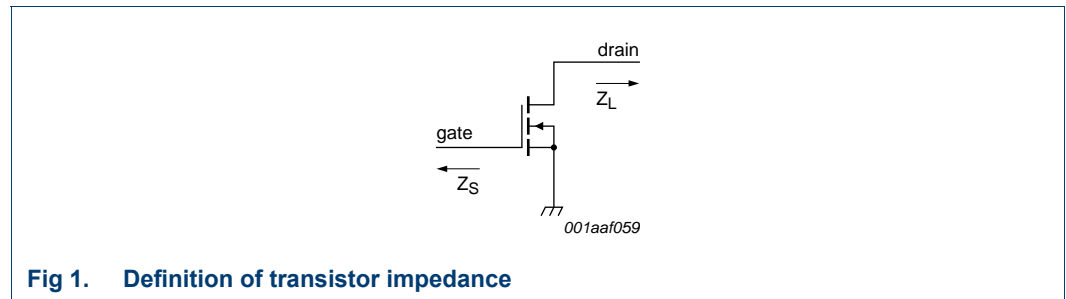 drain
Z_L
gate
Z_S
001aaf059
Fig 1. Definition of transistor impedance